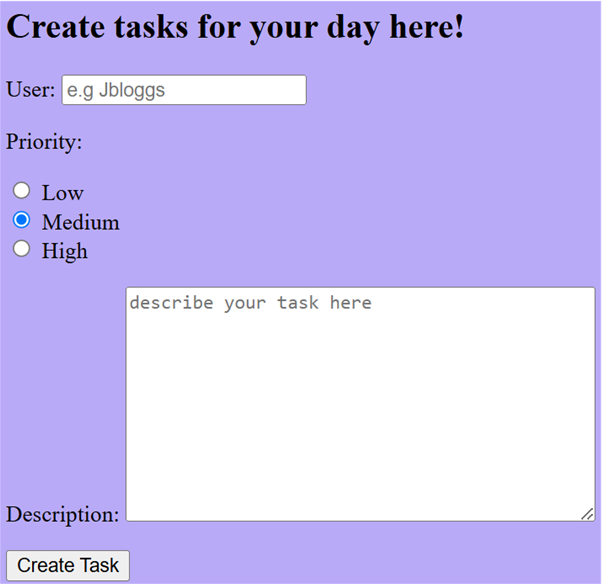 Create tasks for your day here!
User: e.g Jbloggs
Priority:
Low
Medium
High
describe your task here
Description:
Create Task